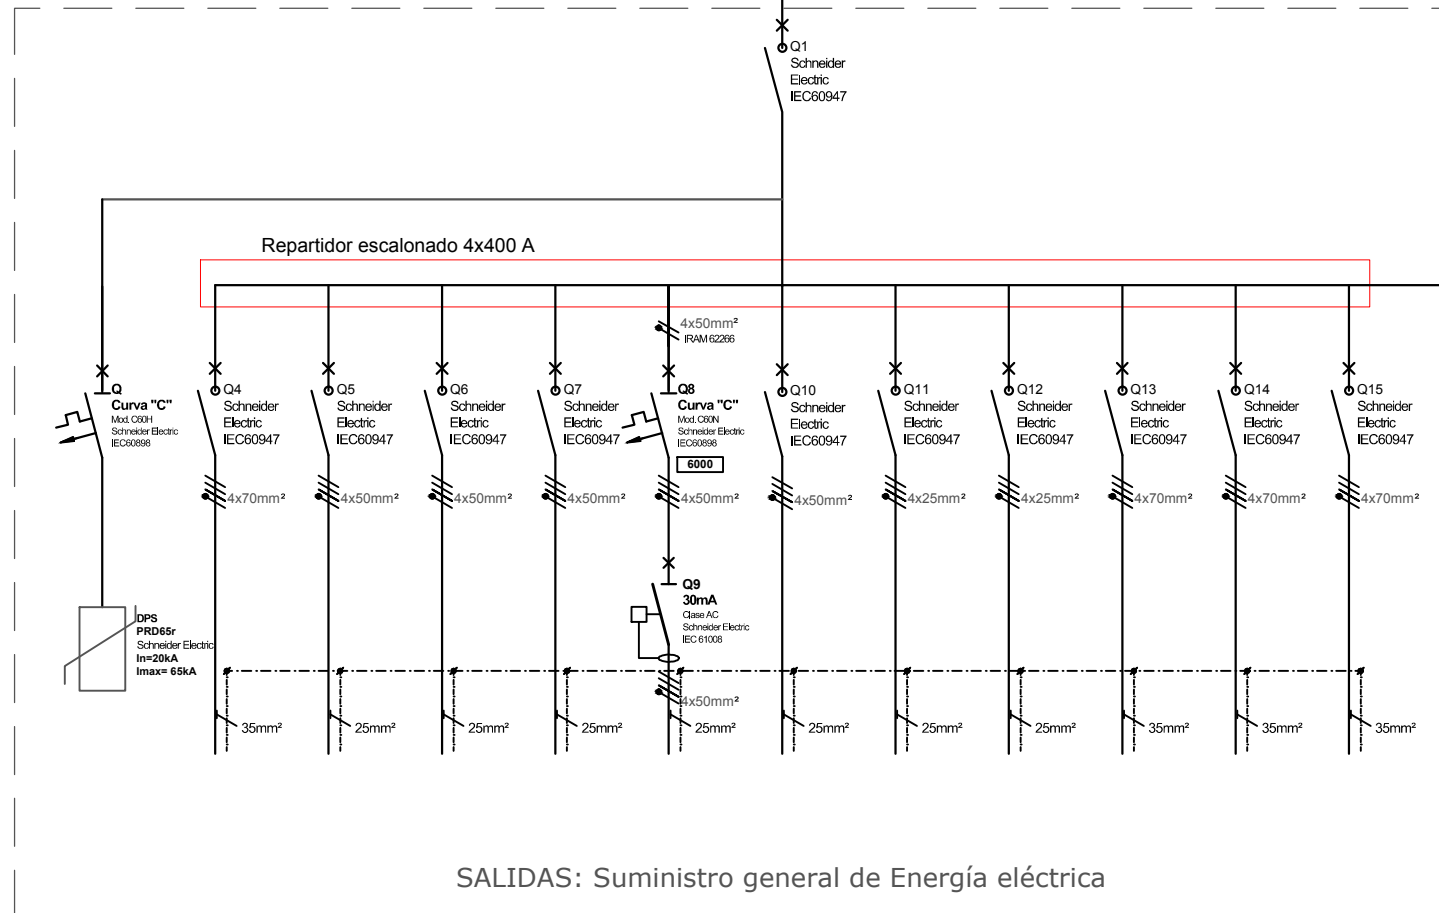 Q1
Schneider
Electric
IEC60947
Repartidor escalonado 4x400 A
4x50mm²
IRAM 62266
Q
Curva "C"
Mod. C60H
Schneider Electric
IEC60898
Q4
Schneider
Electric
IEC60947
Q5
Schneider
Electric
IEC60947
Q6
Schneider
Electric
IEC60947
Q7
Schneider
Electric
IEC60947
Q8
Curva "C"
Mod. C60N
Schneider Electric
IEC60898
6000
Q10
Schneider
Electric
IEC60947
Q11
Schneider
Electric
IEC60947
Q12
Schneider
Electric
IEC60947
Q13
Schneider
Electric
IEC60947
Q14
Schneider
Electric
IEC60947
Q15
Schneider
Electric
IEC60947
4x70mm²
4x50mm²
4x50mm²
4x50mm²
4x50mm²
4x50mm²
4x25mm²
4x25mm²
4x70mm²
4x70mm²
4x70mm²
Q9
30mA
Clase AC
Schneider Electric
IEC 61008
DPS
PRD65r
Schneider Electric
In=20kA
Imax= 65kA
4x50mm²
35mm²
25mm²
25mm²
25mm²
25mm²
25mm²
25mm²
25mm²
35mm²
35mm²
35mm²
SALIDAS: Suministro general de Energía eléctrica